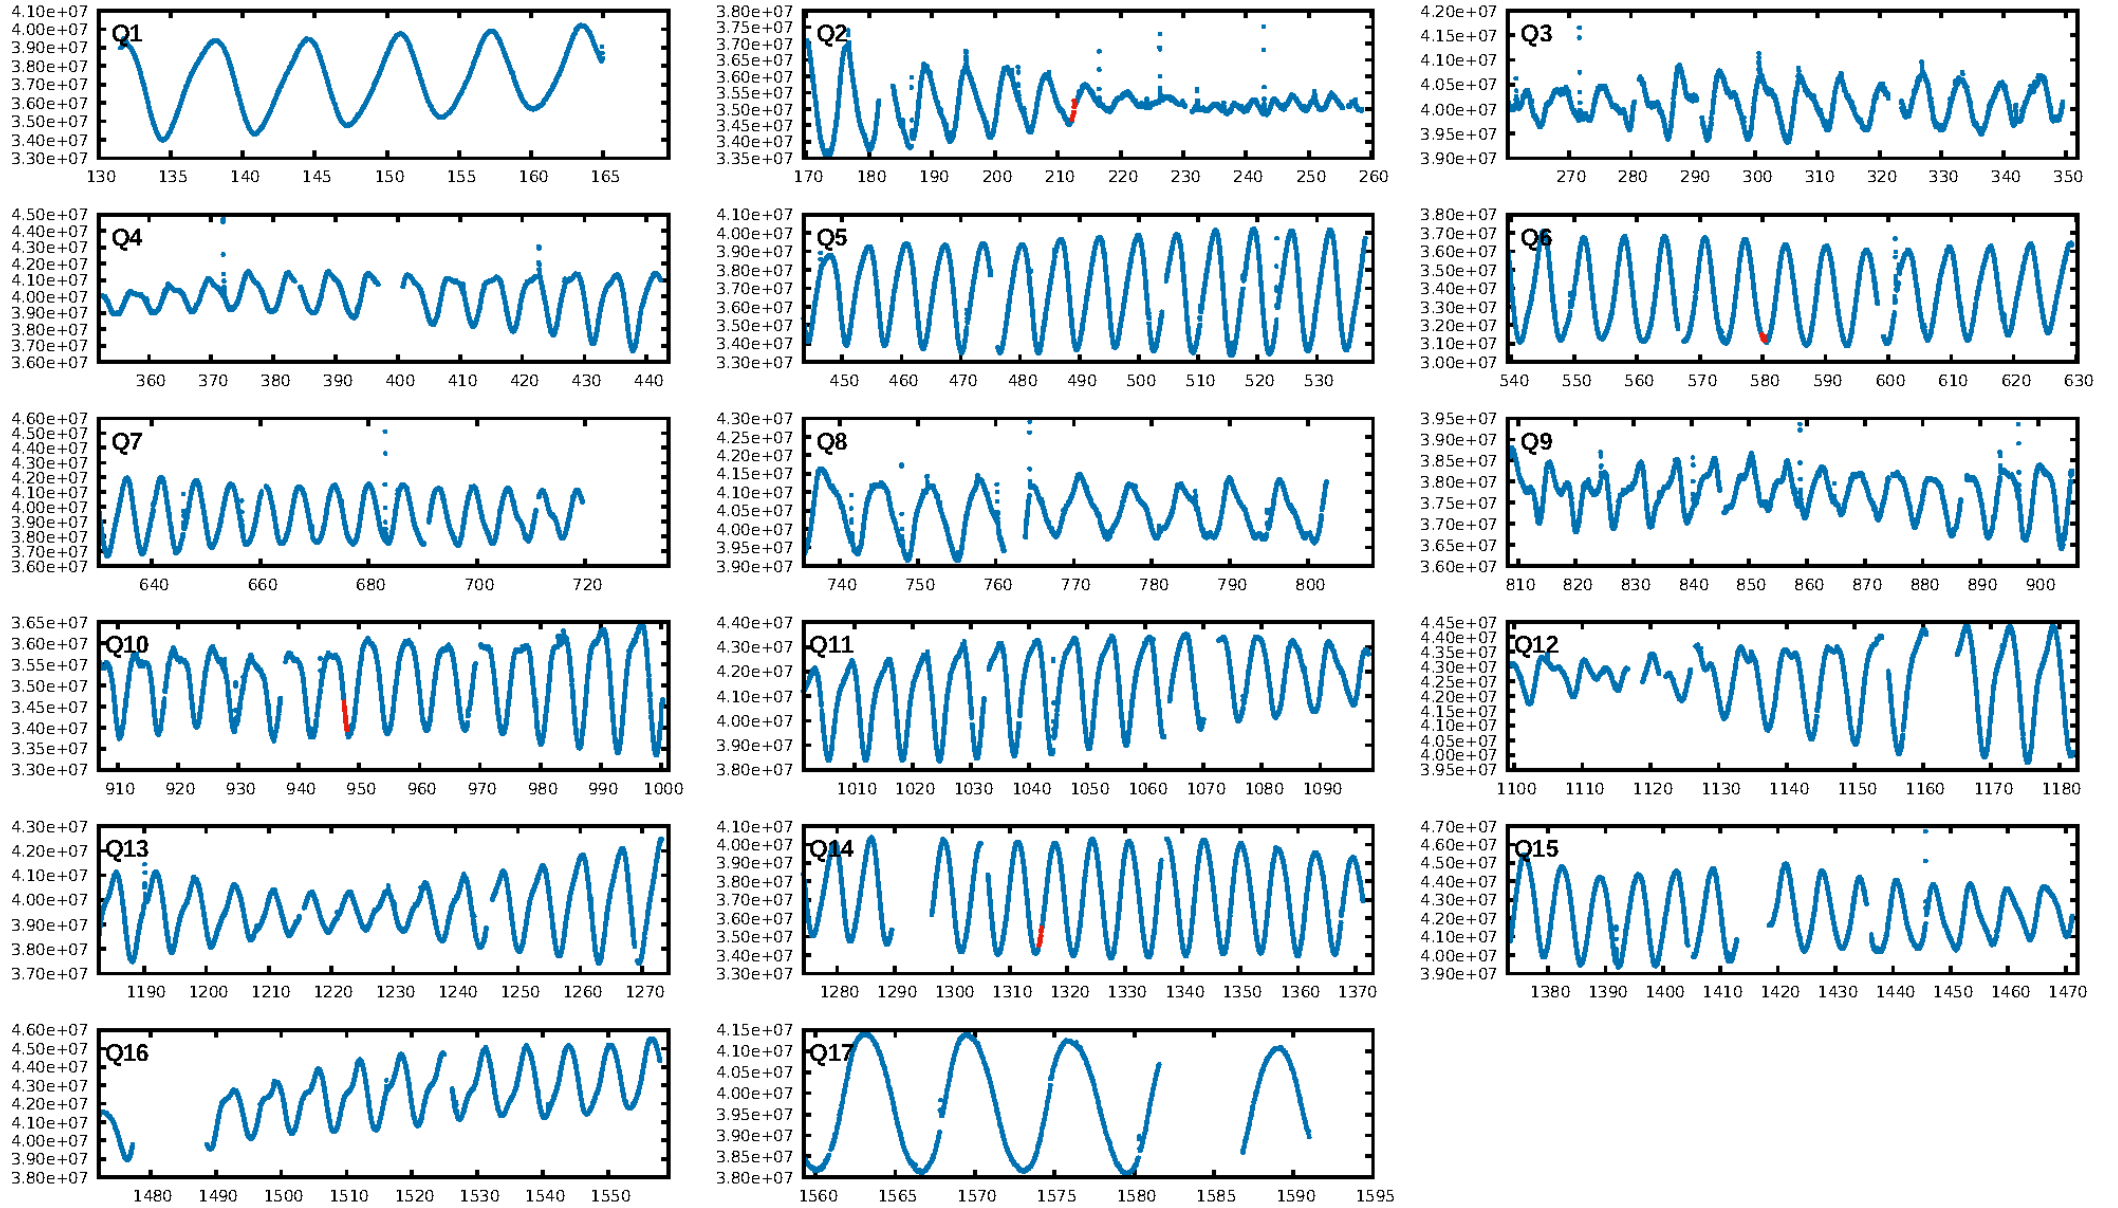 4.10e+07
4.00e+07
3.90e+07
3.80e+07
3.70e+07
3.60e+07
3.50e+07
3.40e+07
3.30e+07
Q1
130 135 140 145 150 155 160 165
3.80e+07
3.75e+07
3.70e+07
3.65e+07
3.60e+07
3.55e+07
3.50e+07
3.45e+07
3.40e+07
3.35e+07
Q2
170 180 190 200 210 220 230 240 250 260
4.20e+07
4.15e+07
4.10e+07
4.05e+07
4.00e+07
3.95e+07
3.90e+07
Q3
270 280 290 300 310 320 330 340 350
4.50e+07
4.40e+07
4.30e+07
4.20e+07
4.10e+07
4.00e+07
3.90e+07
3.80e+07
3.70e+07
3.60e+07
Q4
360 370 380 390 400 410 420 430 440
4.10e+07
4.00e+07
3.90e+07
3.80e+07
3.70e+07
3.60e+07
3.50e+07
3.40e+07
3.30e+07
Q5
450 460 470 480 490 500 510 520 530
3.80e+07
3.70e+07
3.60e+07
3.50e+07
3.40e+07
3.30e+07
3.20e+07
3.10e+07
3.00e+07
Q6
540 550 560 570 580 590 600 610 620 630
4.60e+07
4.50e+07
4.40e+07
4.30e+07
4.20e+07
4.10e+07
4.00e+07
3.90e+07
3.80e+07
3.70e+07
3.60e+07
Q7
640 660 680 700 720
4.30e+07
4.25e+07
4.20e+07
4.15e+07
4.10e+07
4.05e+07
4.00e+07
3.95e+07
3.90e+07
Q8
740 750 760 770 780 790 800
3.95e+07
3.90e+07
3.85e+07
3.80e+07
3.75e+07
3.70e+07
3.65e+07
3.60e+07
Q9
810 820 830 840 850 860 870 880 890 900
3.65e+07
3.60e+07
3.55e+07
3.50e+07
3.45e+07
3.40e+07
3.35e+07
3.30e+07
Q10
910 920 930 940 950 960 970 980 990 1000
4.40e+07
4.30e+07
4.20e+07
4.10e+07
4.00e+07
3.90e+07
3.80e+07
Q11
1010 1020 1030 1040 1050 1060 1070 1080 1090
4.45e+07
4.40e+07
4.35e+07
4.30e+07
4.25e+07
4.20e+07
4.15e+07
4.10e+07
4.05e+07
4.00e+07
3.95e+07
Q12
1100 1110 1120 1130 1140 1150 1160 1170 1180
4.30e+07
4.20e+07
4.10e+07
4.00e+07
3.90e+07
3.80e+07
3.70e+07
Q13
1190 1200 1210 1220 1230 1240 1250 1260 1270
4.10e+07
4.00e+07
3.90e+07
3.80e+07
3.70e+07
3.60e+07
3.50e+07
3.40e+07
3.30e+07
Q14
1280 1290 1300 1310 1320 1330 1340 1350 1360 1370
4.70e+07
4.60e+07
4.50e+07
4.40e+07
4.30e+07
4.20e+07
4.10e+07
4.00e+07
3.90e+07
Q15
1380 1390 1400 1410 1420 1430 1440 1450 1460 1470
4.60e+07
4.50e+07
4.40e+07
4.30e+07
4.20e+07
4.10e+07
4.00e+07
3.90e+07
3.80e+07
Q16
1480 1490 1500 1510 1520 1530 1540 1550
4.15e+07
4.10e+07
4.05e+07
4.00e+07
3.95e+07
3.90e+07
3.85e+07
3.80e+07
Q17
1560 1565 1570 1575 1580 1585 1590 1595